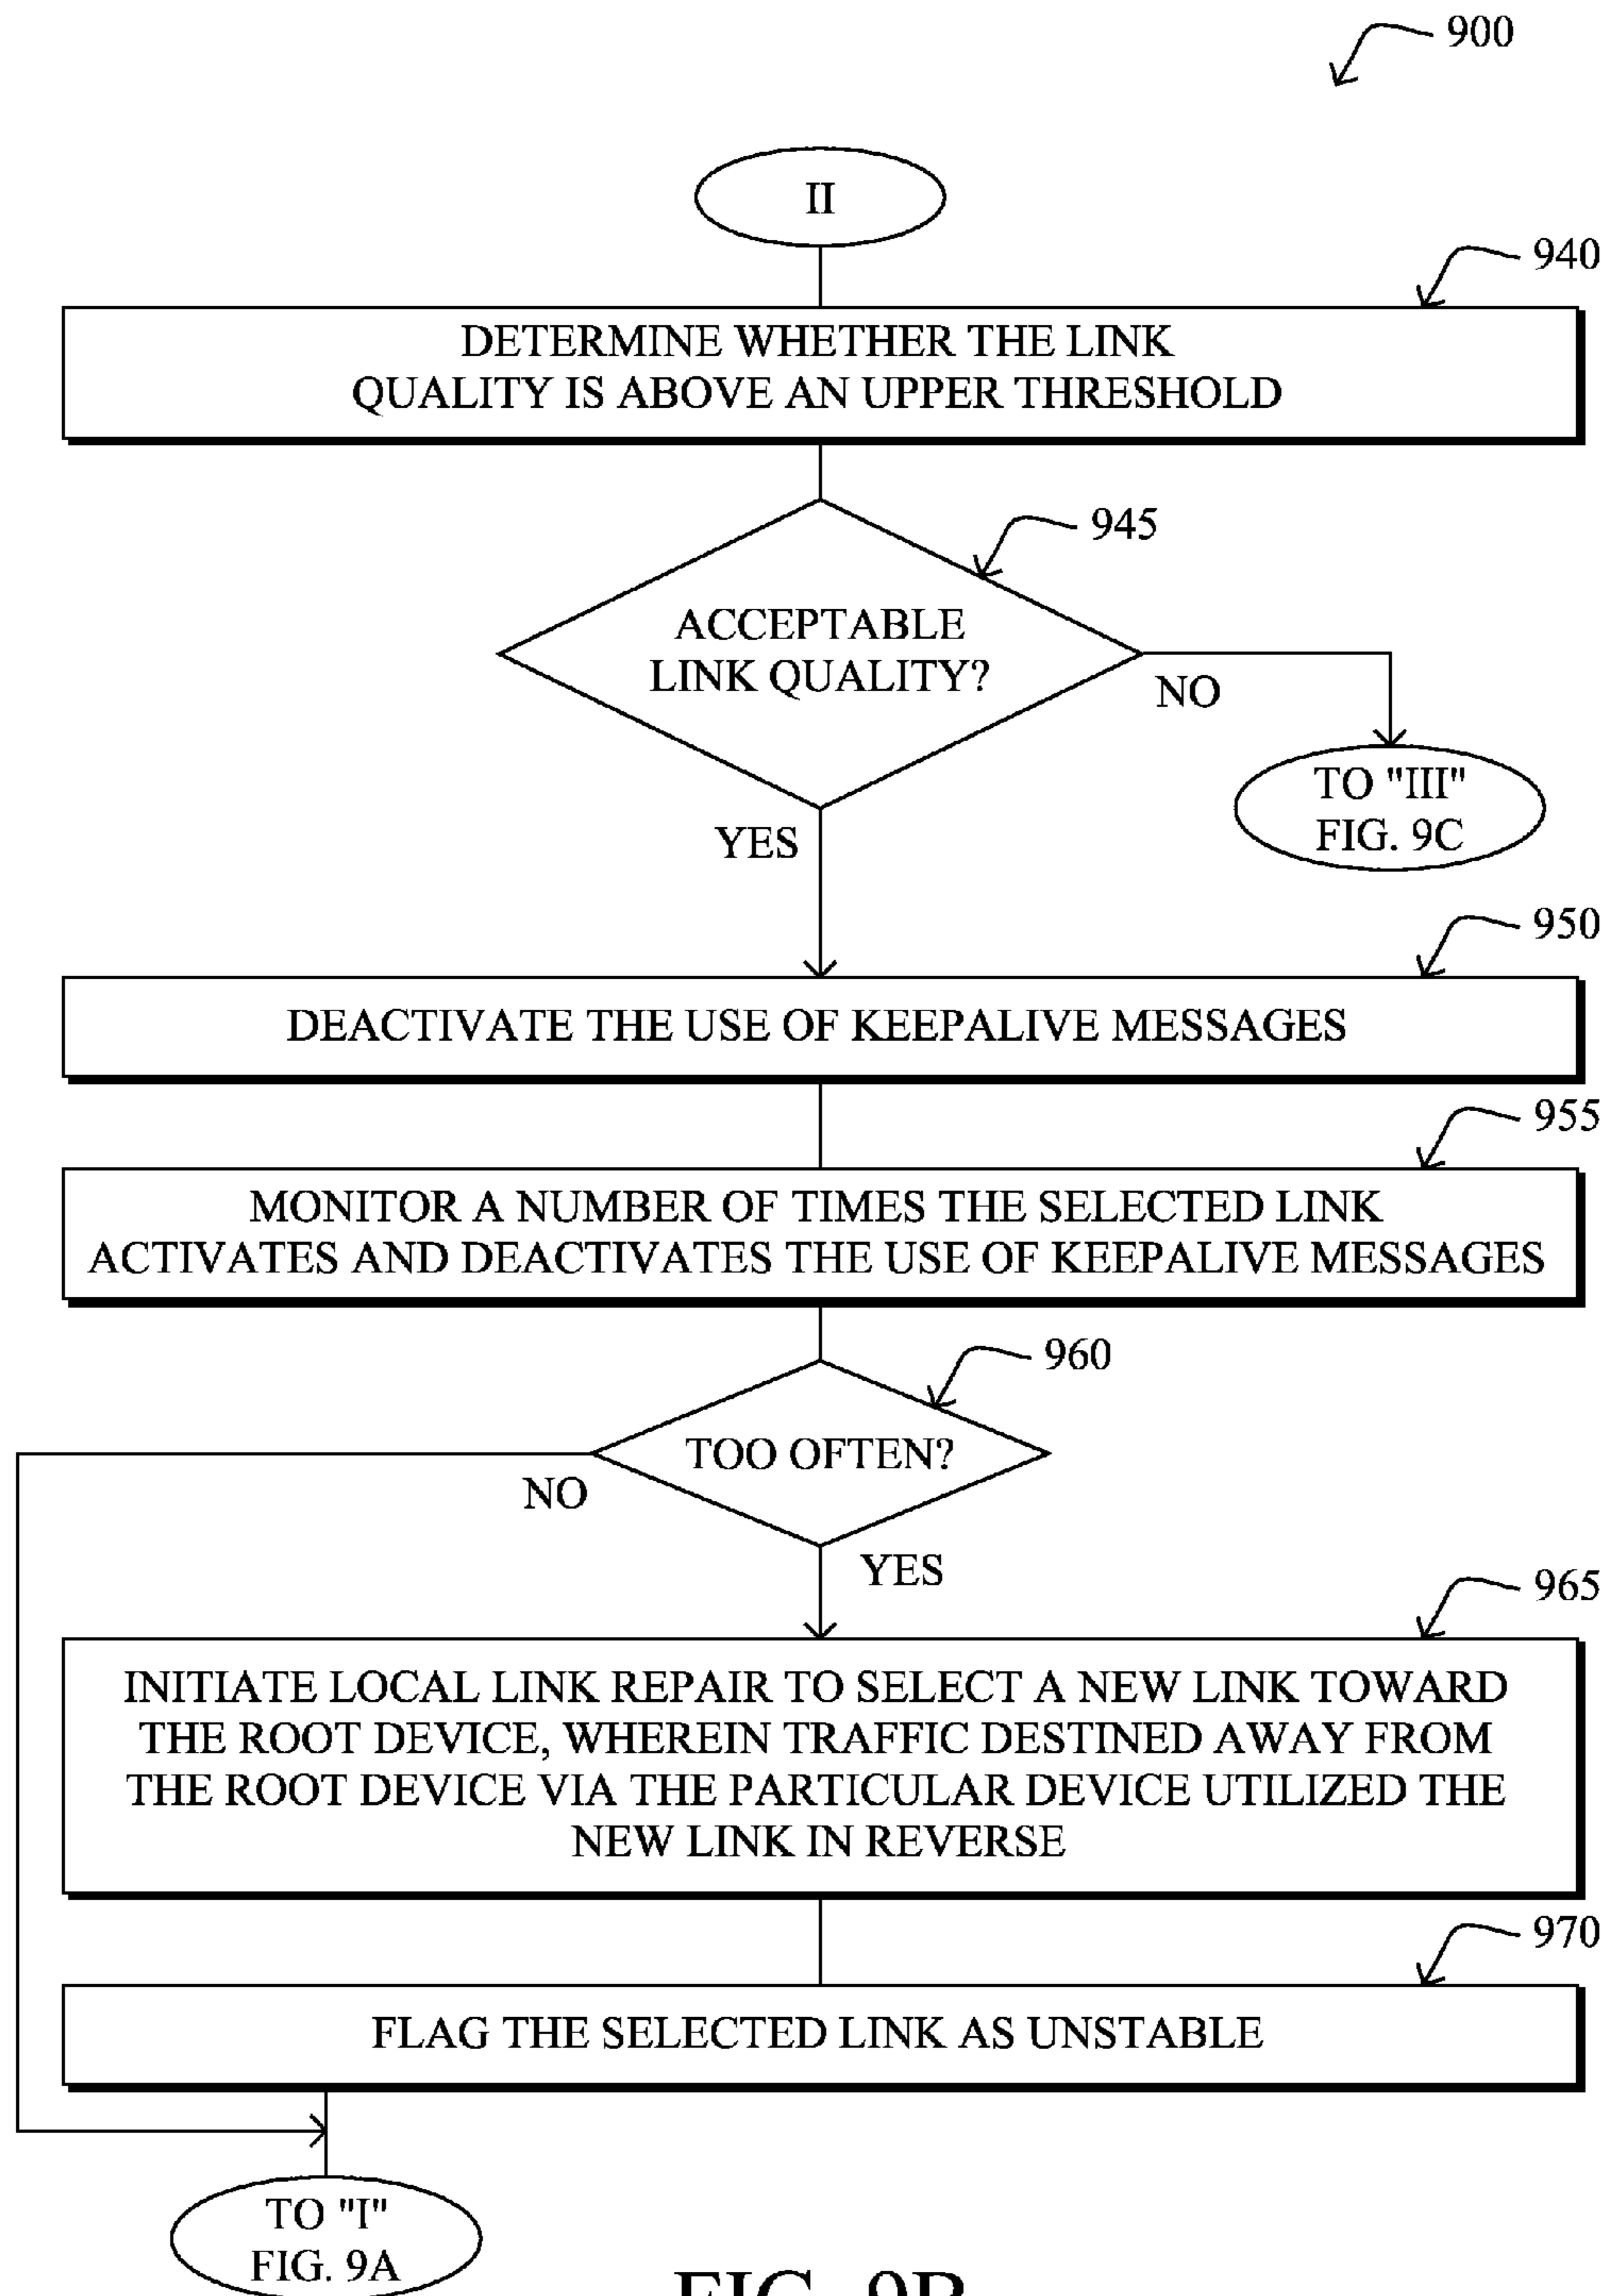 900
II
940
DETERMINE WHETHER THE LINK
QUALITY IS ABOVE AN UPPER THRESHOLD
945
ACCEPTABLE
LINK QUALITY?
NO
TO "III"
FIG. 9C
YES
950
DEACTIVATE THE USE OF KEEPALIVE MESSAGES
955
MONITOR A NUMBER OF TIMES THE SELECTED LINK
ACTIVATES AND DEACTIVATES THE USE OF KEEPALIVE MESSAGES
960
TOO OFTEN?
NO
YES
965
INITIATE LOCAL LINK REPAIR TO SELECT A NEW LINK TOWARD
THE ROOT DEVICE, WHEREIN TRAFFIC DESTINED AWAY FROM
THE ROOT DEVICE VIA THE PARTICULAR DEVICE UTILIZED THE
NEW LINK IN REVERSE
970
FLAG THE SELECTED LINK AS UNSTABLE
TO "I"
FIG. 9A
FIG. 9B